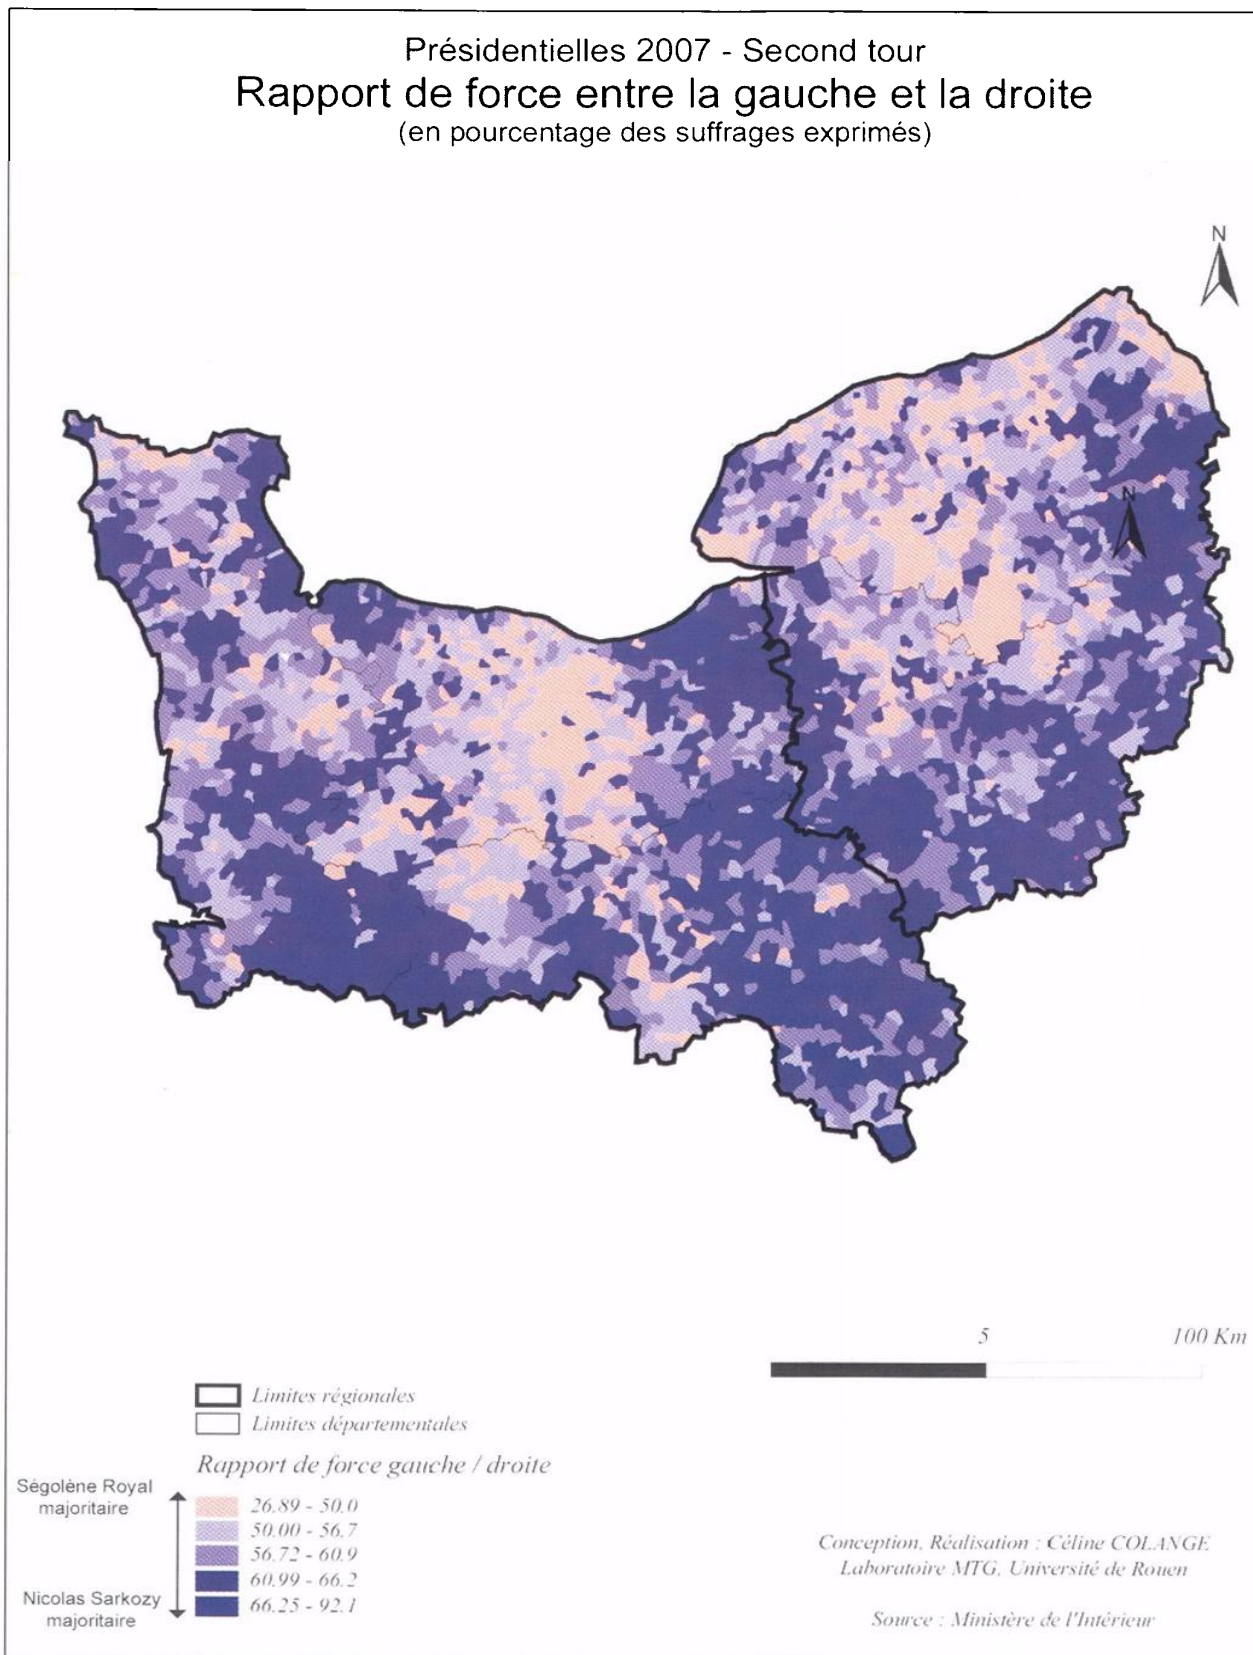 Présidentielles 2007 - Second tour
Rapport de force entre la gauche et la droite
(en pourcentage des suffrages exprimés)
N
N
5
100 Km
Limites régionales
Limites départementales
Rapport de force gauche / droite
Ségolène Royal
majoritaire
26.89 - 50.0
50.00 - 56.7
56.72 - 60.9
60.99 - 66.2
66.25 - 92.1
Nicolas Sarkozy
majoritaire
Conception, Réalisation : Céline COLANGE
Laboratoire MTG, Université de Rouen
Source : Ministère de l'Intérieur